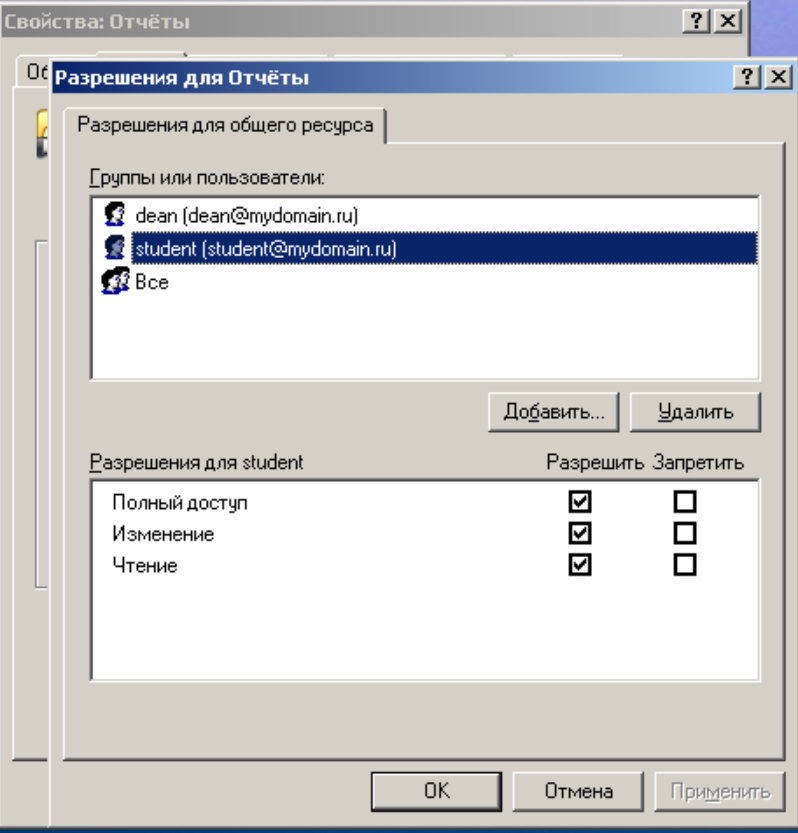 Свойства: Отчёты
Об
Разрешения для Отчёты
Разрешения для общего ресурса
Группы или пользователи:
dean (dean@mydomain.ru)
student (student@mydomain.ru)
Все
Добавить... Удалить
Разрешения для student Разрешить Запретить
Полный доступ
Изменение
Чтение
OK Отмена Применить